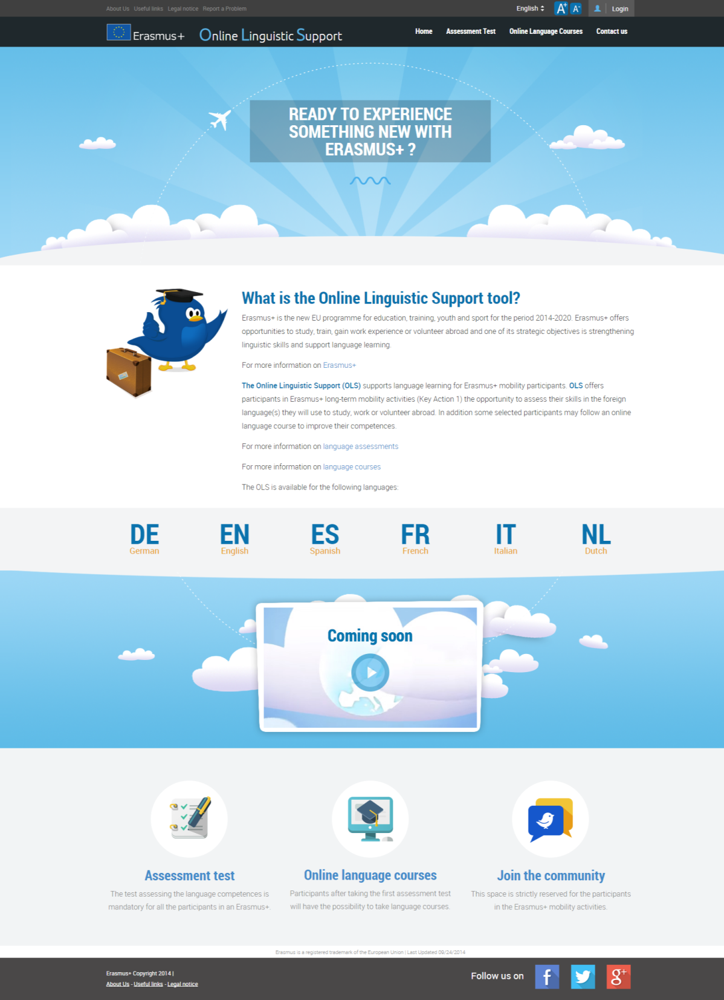 About Us Useful links Legal notice Report a Problem
English A+ A- Login
Erasmus+ Online Linguistic Support
Home Assessment Test Online Language Courses Contact us
READY TO EXPERIENCE
SOMETHING NEW WITH
ERASMUS+ ?
What is the Online Linguistic Support tool?
Erasmus+ is the new EU programme for education, training, youth and sport for the period 2014-2020. Erasmus+ offers
opportunities to study, train, gain work experience or volunteer abroad and one of its strategic objectives is strengthening
linguistic skills and support language learning.
For more information on Erasmus+
The Online Linguistic Support (OLS) supports language learning for Erasmus+ mobility participants. OLS offers
participants in Erasmus+ long-term mobility activities (Key Action 1) the opportunity to assess their skills in the foreign
language(s) they will use to study, work or volunteer abroad. In addition some selected participants may follow an online
language course to improve their competences.
For more information on language assessments
For more information on language courses
The OLS is available for the following languages:
DE EN ES FR IT NL
German English Spanish French Italian Dutch
Coming soon
Assessment test
The test assessing the language competences is
mandatory for all the participants in an Erasmus+.
Online language courses
Participants after taking the first assessment test
will have the possibility to take language courses.
Join the community
This space is strictly reserved for the participants
in the Erasmus+ mobility activities.
Erasmus is a registered trademark of the European Union | Last Updated 09/24/2014
Erasmus+ Copyright 2014 |
About Us - Useful links - Legal notice
Follow us on f g+